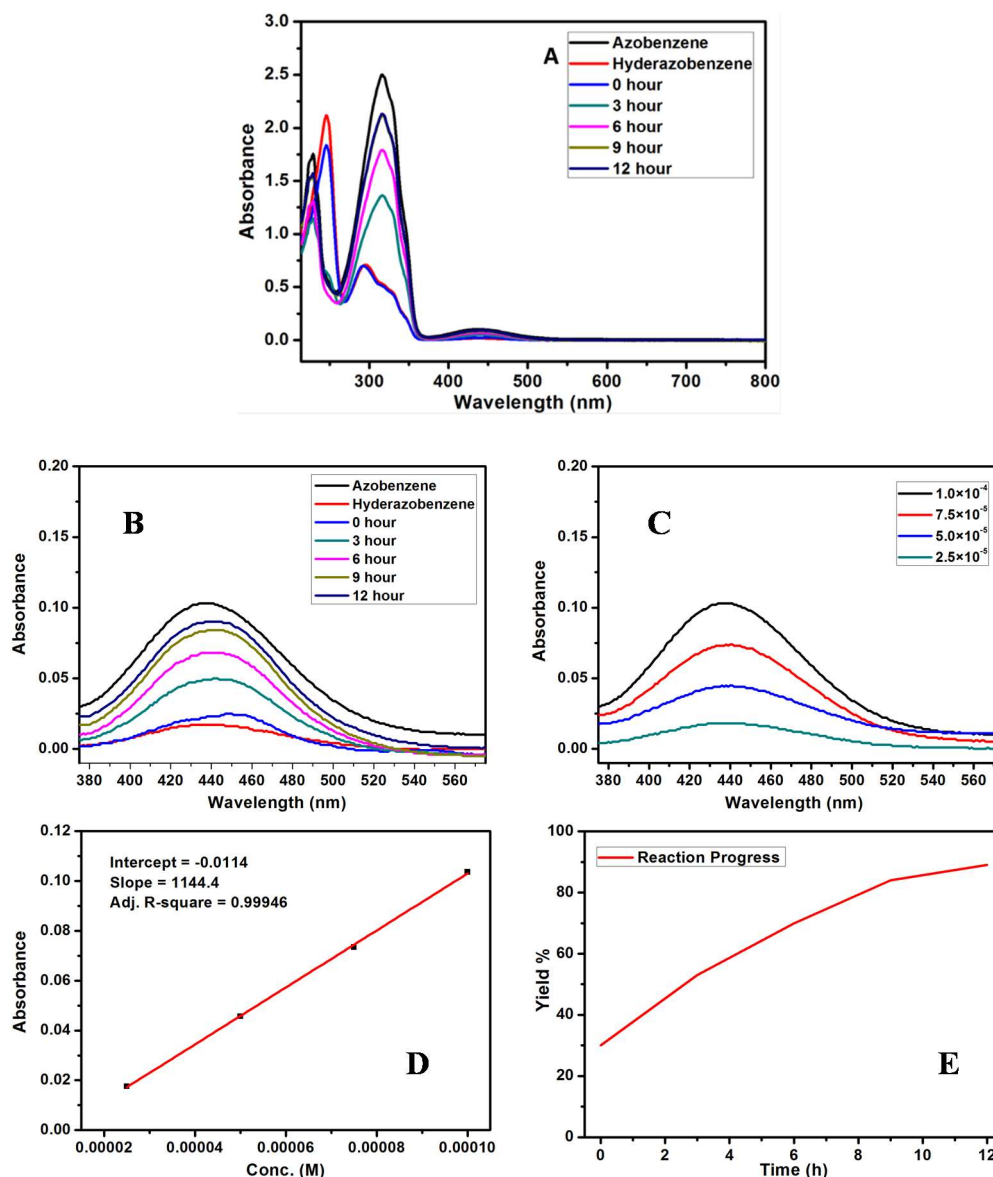 A
Azobenzene
Hyderazobenzene
0 hour
3 hour
6 hour
9 hour
12 hour
3.0
2.5
2.0
1.5
1.0
0.5
0.0
Absorbance
300 400 500 600 700 800
Wavelength (nm)
B
Azobenzene
Hyderazobenzene
0 hour
3 hour
6 hour
9 hour
12 hour
0.20
0.15
0.10
0.05
0.00
Absorbance
380 400 420 440 460 480 500 520 540 560
Wavelength (nm)
C
1.0×10⁻⁴
7.5×10⁻⁵
5.0×10⁻⁵
2.5×10⁻⁵
0.20
0.15
0.10
0.05
0.00
Absorbance
380 400 420 440 460 480 500 520 540 560
Wavelength (nm)
Intercept = -0.0114
Slope = 1144.4
Adj. R-square = 0.99946
D
0.12
0.10
0.08
0.06
0.04
0.02
0.00
Absorbance
0.00002 0.00004 0.00006 0.00008 0.00010
Conc. (M)
Reaction Progress
E
100
80
60
40
20
0
Yield %
0 2 4 6 8 10 12
Time (h)